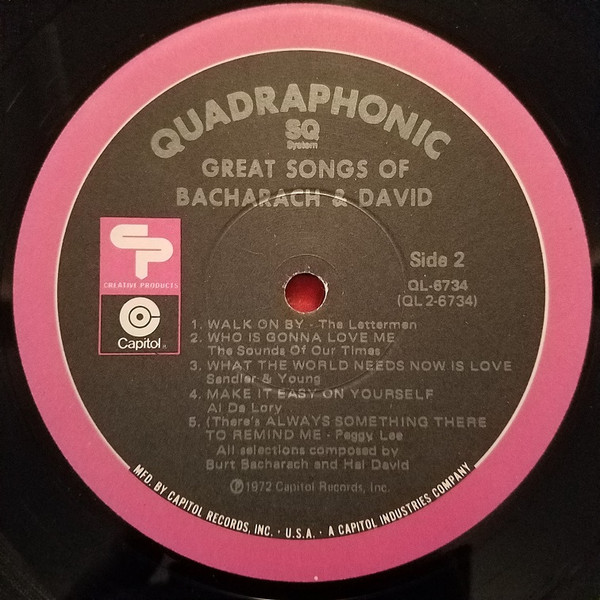 QUADRAPHONIC
SQ
System
GREAT SONGS OF
BACHARACH & DAVID
CP
CREATIVE PRODUCTS
Capitol
Side 2
QL-6734
(QL 2-6734)
1. WALK ON BY - The Lettermen
2. WHO IS GONNA LOVE ME
The Sounds Of Our Times
3. WHAT THE WORLD NEEDS NOW IS LOVE
Sandler & Young
4. MAKE IT EASY ON YOURSELF
Al De Lory
5. (There's ALWAYS SOMETHING THERE
TO REMIND ME - Peggy Lee
All selections composed by
Burt Bacharach and Hal David
Ⓟ1972 Capitol Records, Inc.
MFD. BY CAPITOL RECORDS, INC. · U.S.A. · A CAPITOL INDUSTRIES COMPANY